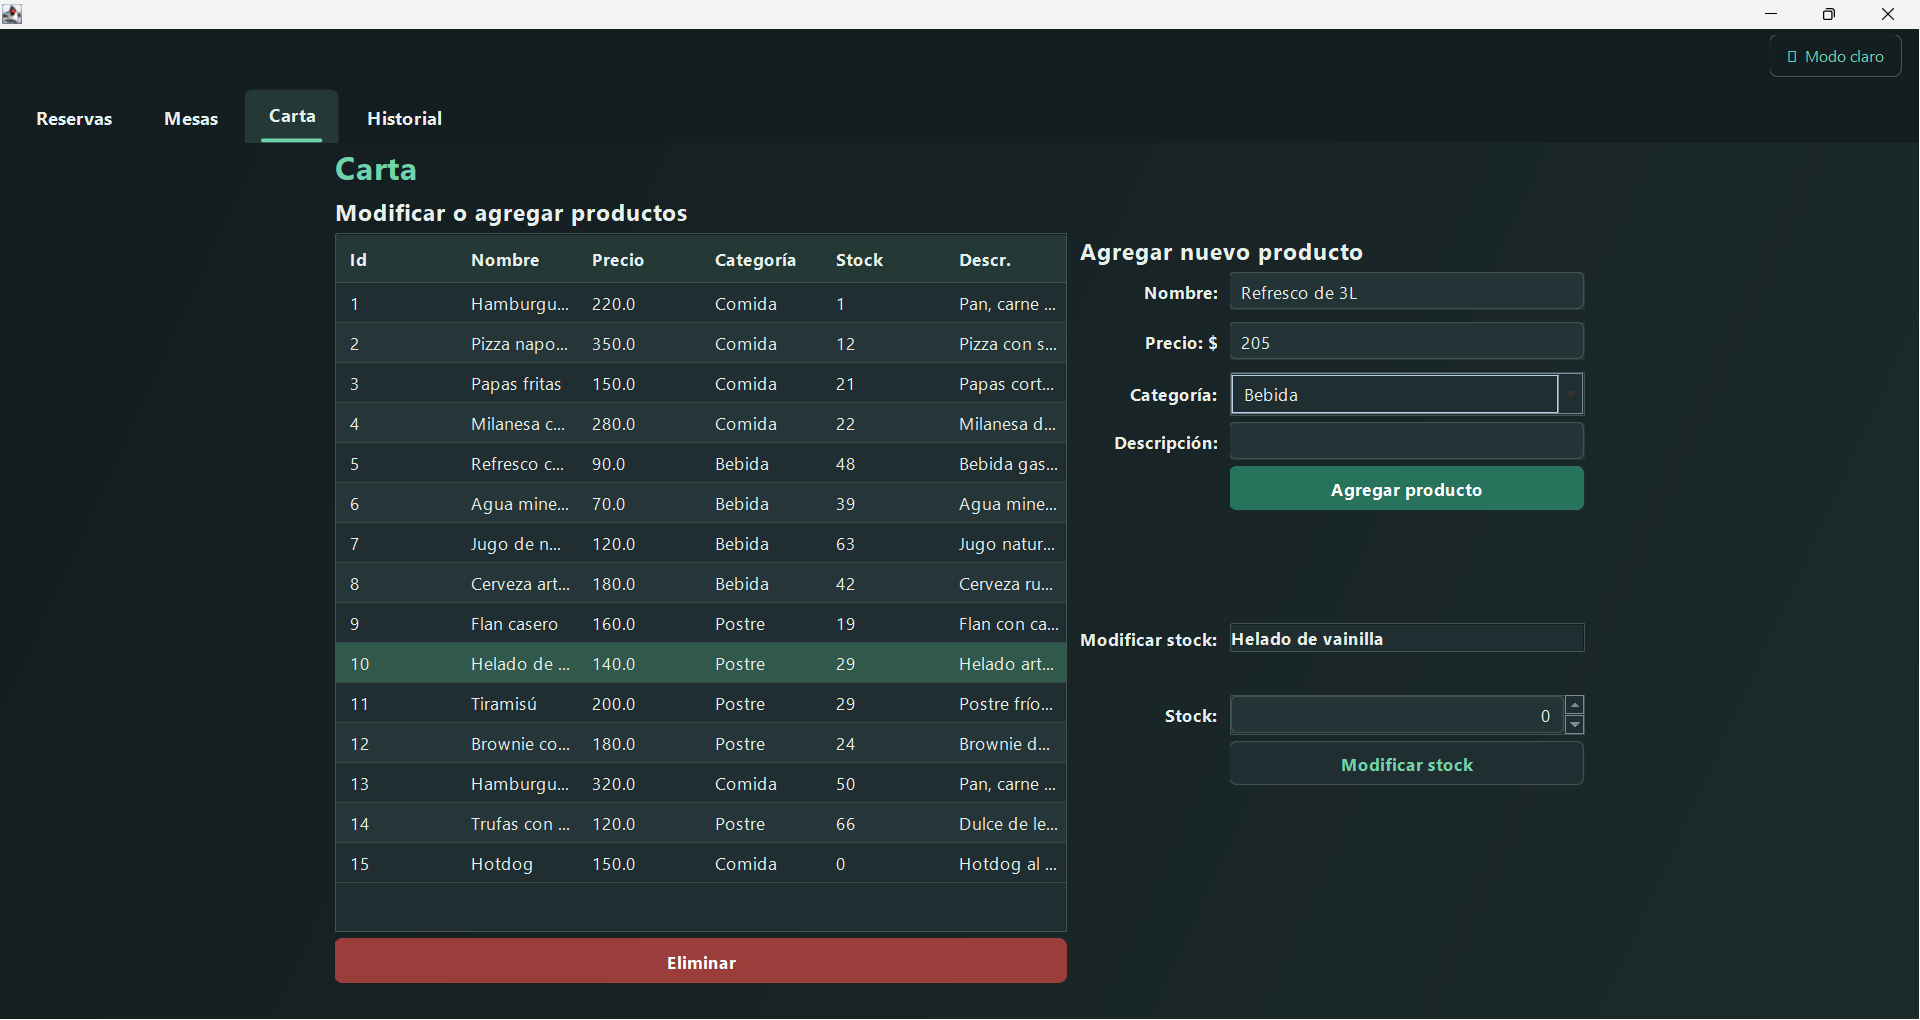 Modo claro
Reservas Mesas Carta Historial
Carta
Modificar o agregar productos
Id Nombre Precio Categoría Stock Descr.
1 Hamburgu... 220.0 Comida 1 Pan, carne ...
2 Pizza napo... 350.0 Comida 12 Pizza con s...
3 Papas fritas 150.0 Comida 21 Papas cort...
4 Milanesa c... 280.0 Comida 22 Milanesa d...
5 Refresco c... 90.0 Bebida 48 Bebida gas...
6 Agua mine... 70.0 Bebida 39 Agua mine...
7 Jugo de n... 120.0 Bebida 63 Jugo natur...
8 Cerveza art... 180.0 Bebida 42 Cerveza ru...
9 Flan casero 160.0 Postre 19 Flan con ca...
10 Helado de ... 140.0 Postre 29 Helado art...
11 Tiramisú 200.0 Postre 29 Postre frío...
12 Brownie co... 180.0 Postre 24 Brownie d...
13 Hamburgu... 320.0 Comida 50 Pan, carne ...
14 Trufas con ... 120.0 Postre 66 Dulce de le...
15 Hotdog 150.0 Comida 0 Hotdog al ...
Eliminar
Agregar nuevo producto
Nombre: Refresco de 3L
Precio: $ 205
Categoría: Bebida
Descripción:
Agregar producto
Modificar stock: Helado de vainilla
Stock: 0
Modificar stock